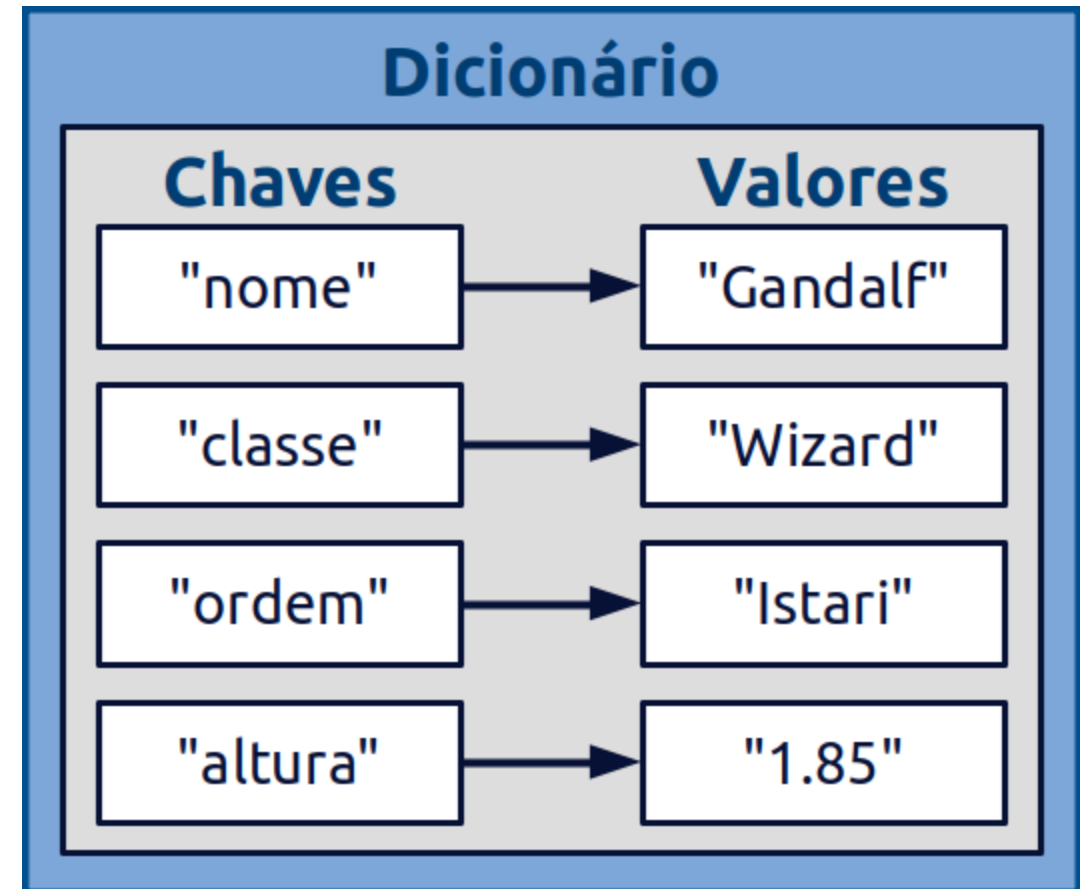 Dicionário
Chaves Valores
"nome" "Gandalf"
"classe" "Wizard"
"ordem" "Istari"
"altura" "1.85"